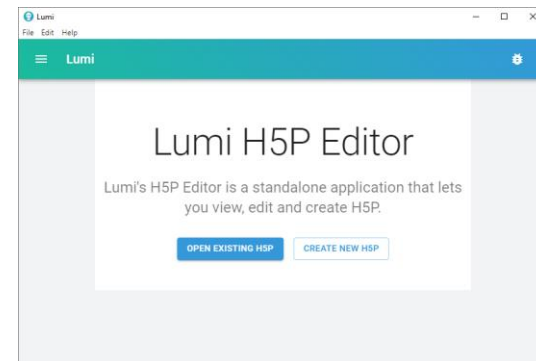 Lumi
File Edit Help
Lumi
Lumi H5P Editor
Lumi's H5P Editor is a standalone application that lets
you view, edit and create H5P.
OPEN EXISTING H5P CREATE NEW H5P